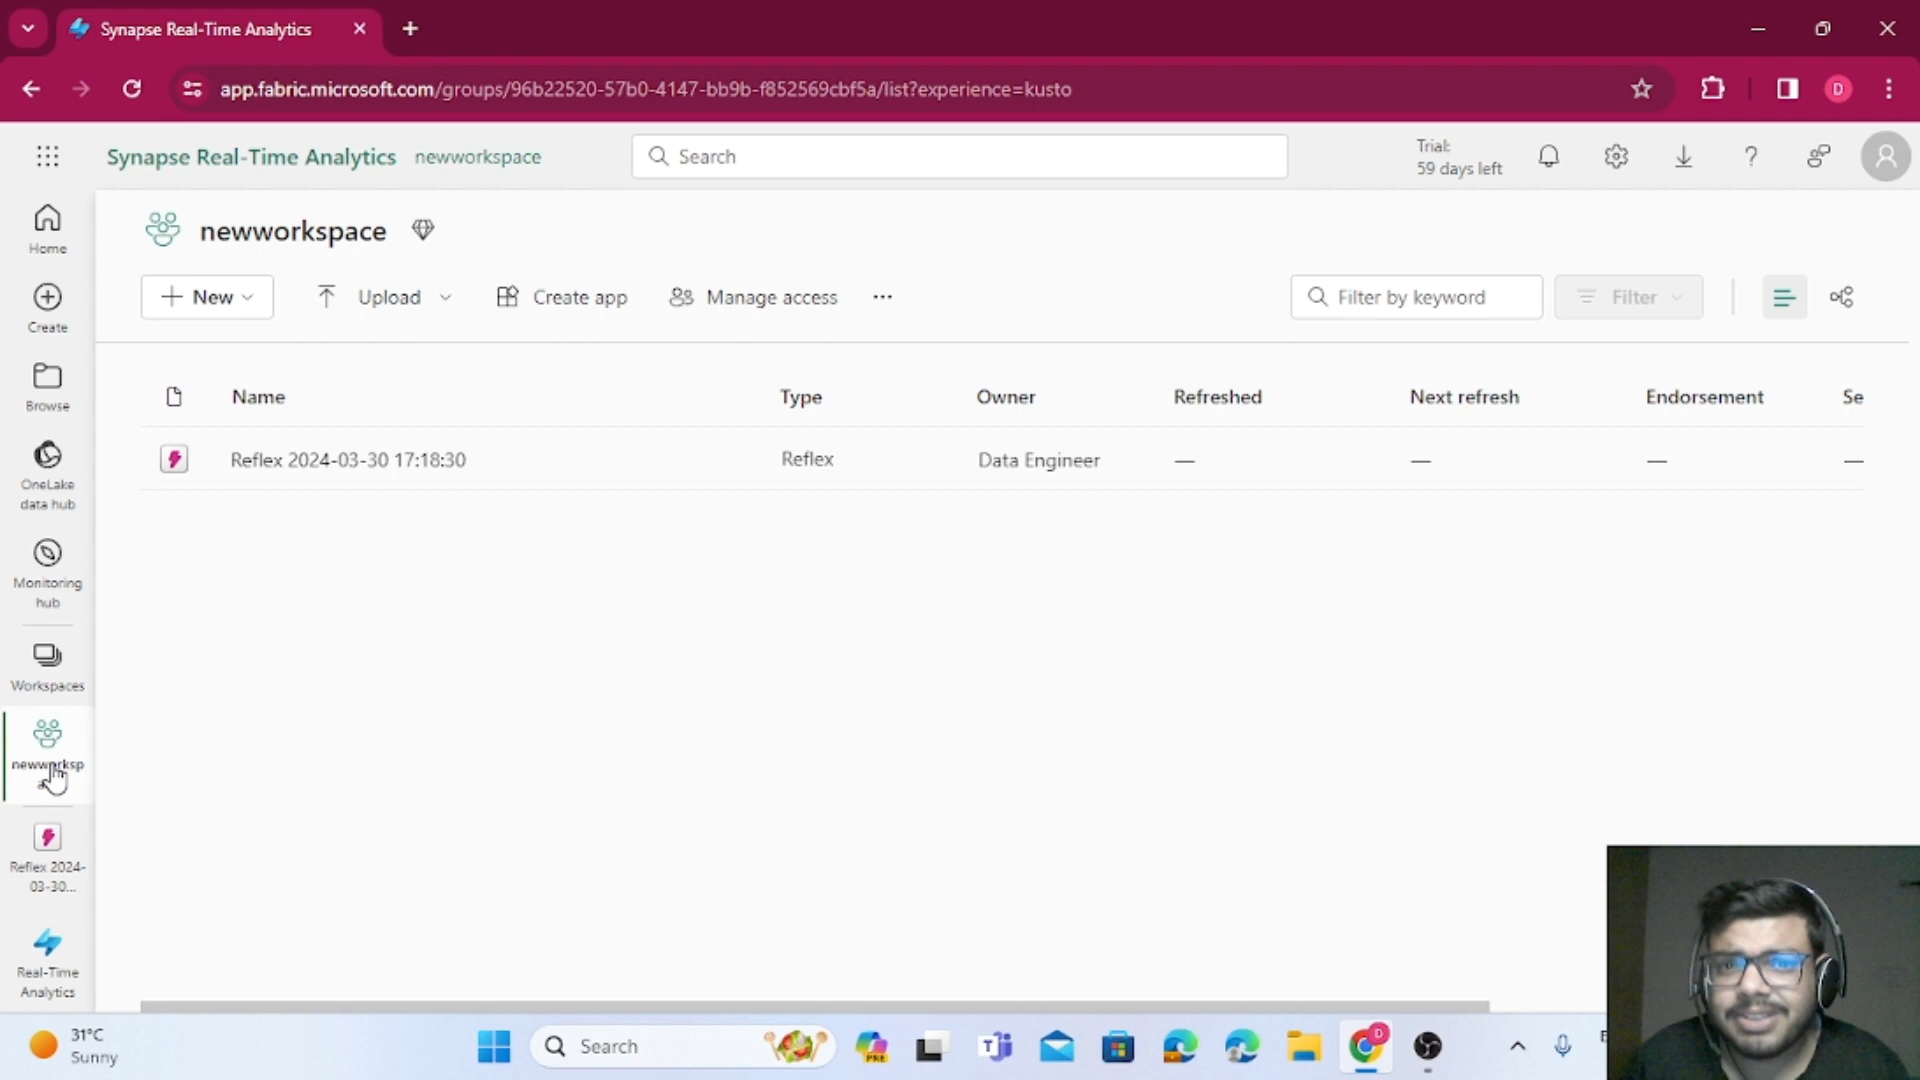 Synapse Real-Time Analytics
app.fabric.microsoft.com/groups/96b22520-57b0-4147-bb9b-f852569cbf5a/list?experience=kusto
D
Synapse Real-Time Analytics newworkspace
Search
Trial:
59 days left
newworkspace
New
Upload
Create app
Manage access
Filter by keyword
Filter
Name Type Owner Refreshed Next refresh Endorsement Se
Reflex 2024-03-30 17:18:30 Reflex Data Engineer — — — —
Home
Create
Browse
OneLake
data hub
Monitoring
hub
Workspaces
newworksp
Reflex 2024-
03-30...
Real-Time
Analytics
31°C
Sunny
Search
PRE
D